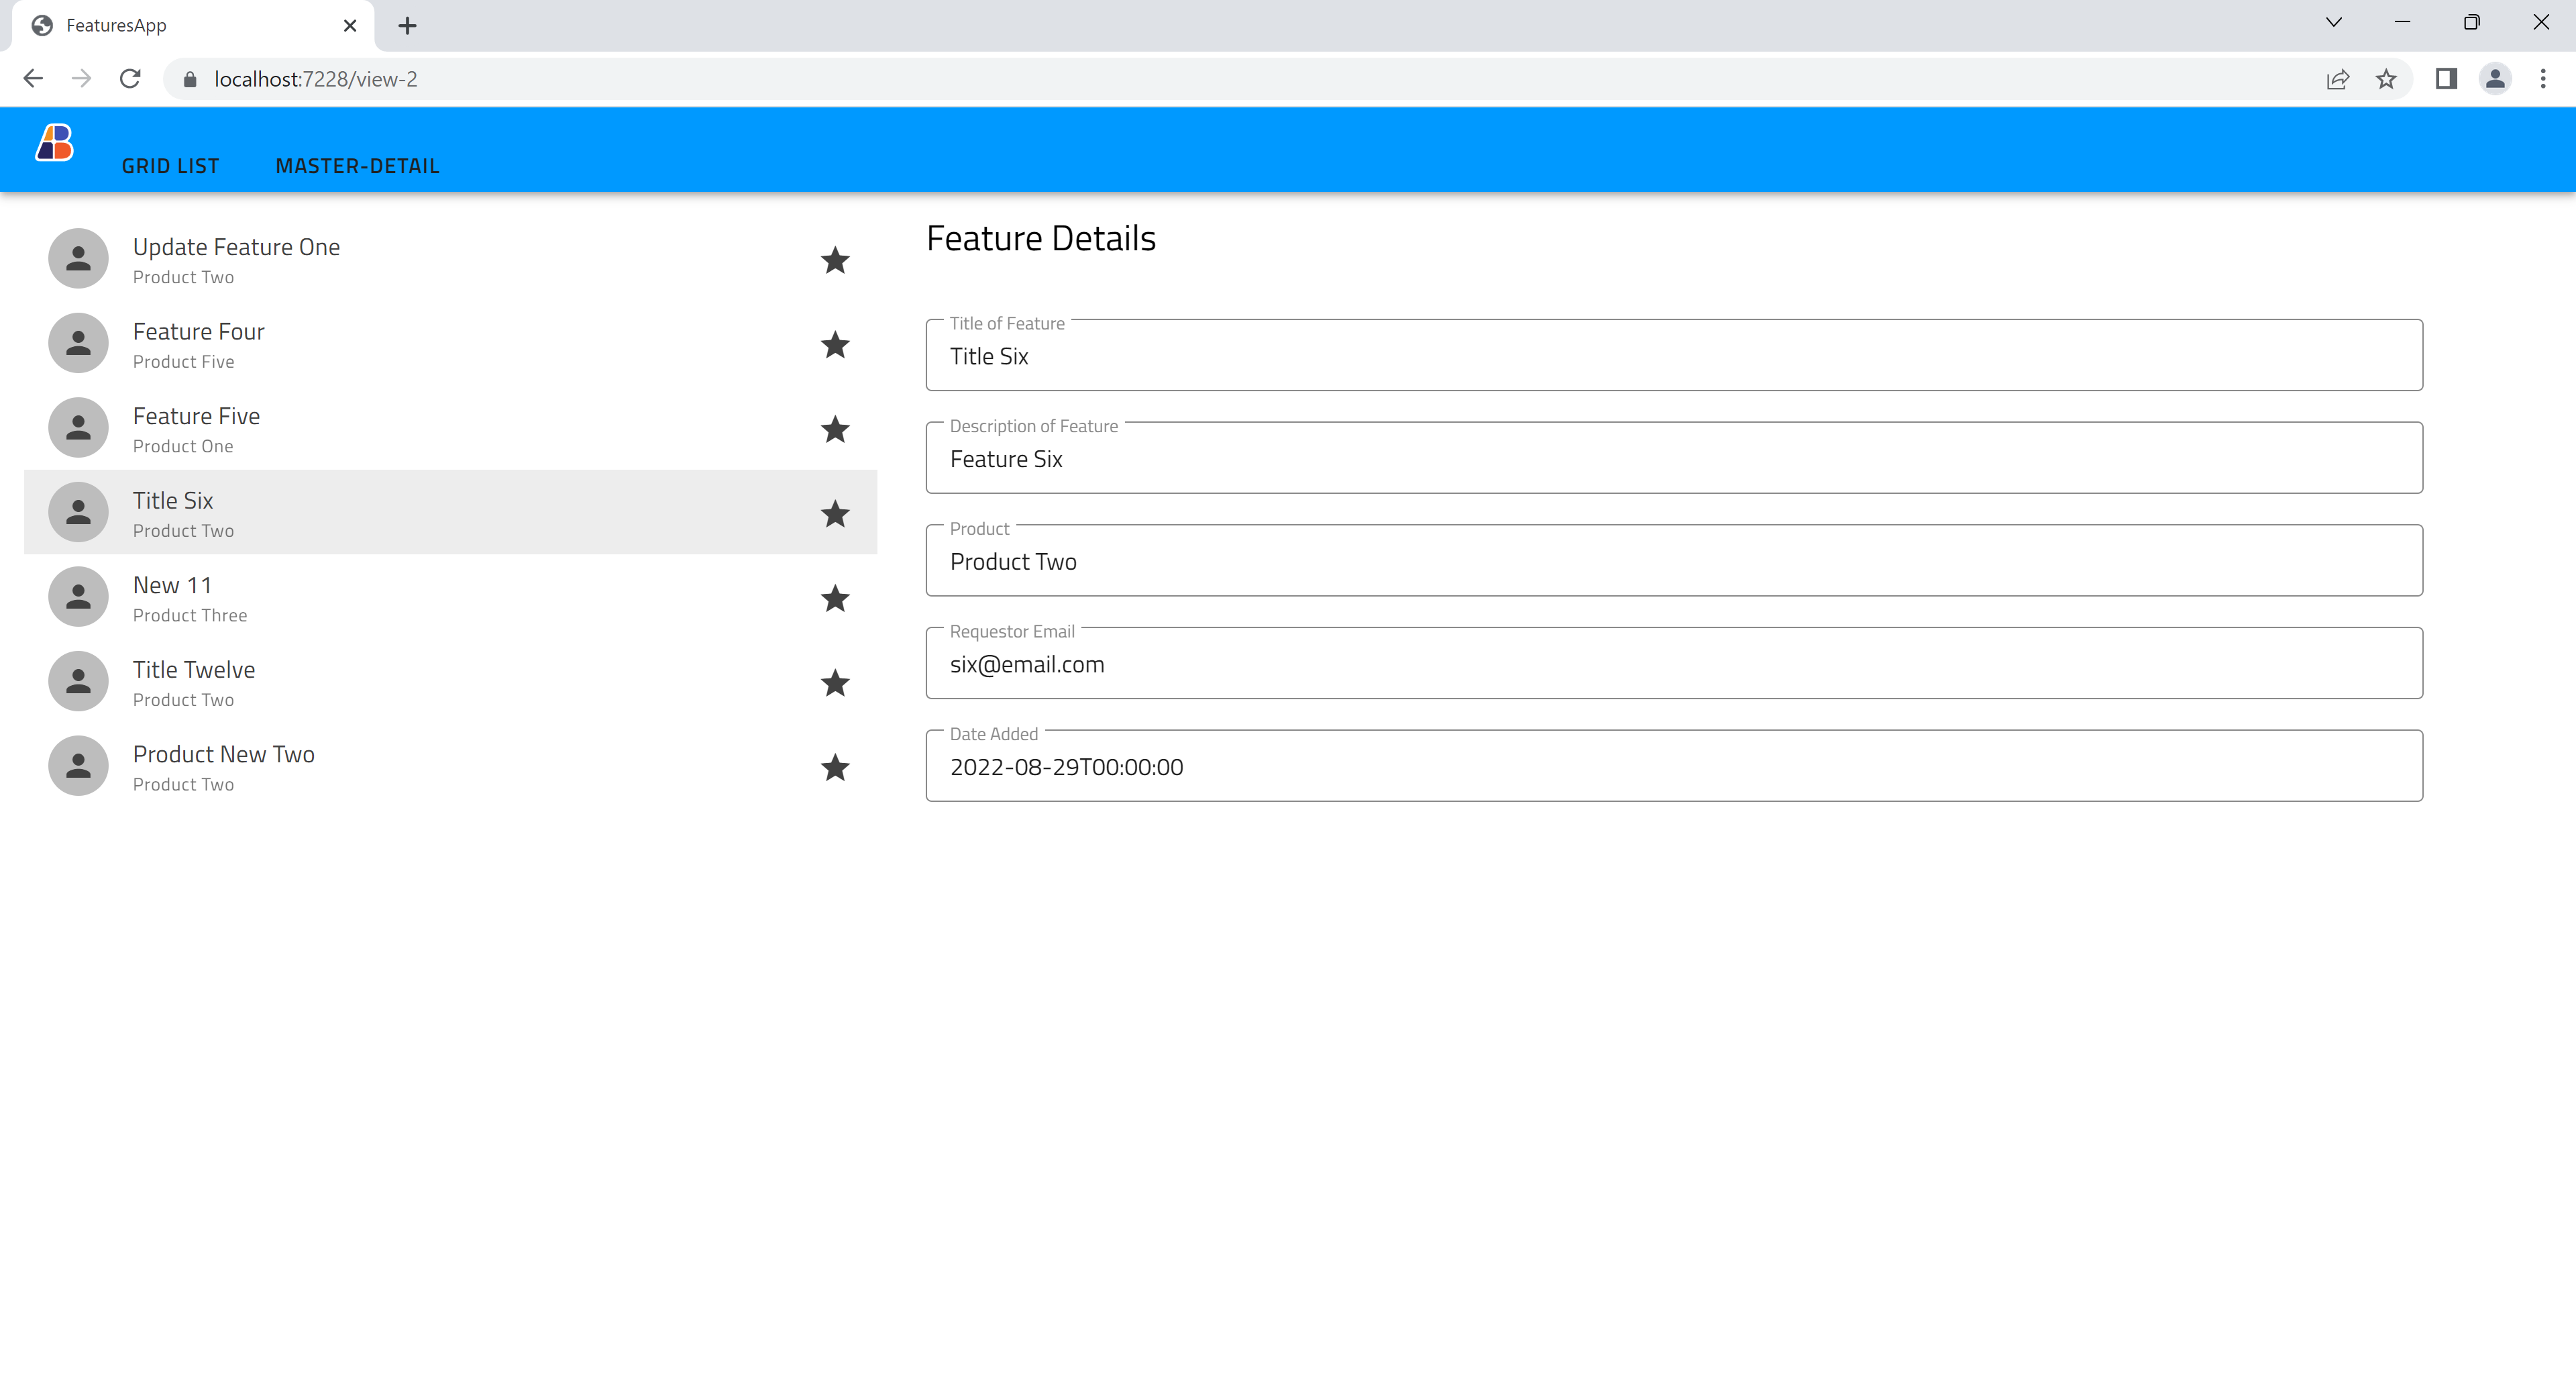 FeaturesApp
localhost:7228/view-2
AB
GRID LIST
MASTER-DETAIL
Update Feature One
Product Two
Feature Four
Product Five
Feature Five
Product One
Title Six
Product Two
New 11
Product Three
Title Twelve
Product Two
Product New Two
Product Two
Feature Details
Title of Feature
Title Six
Description of Feature
Feature Six
Product
Product Two
Requestor Email
six@email.com
Date Added
2022-08-29T00:00:00